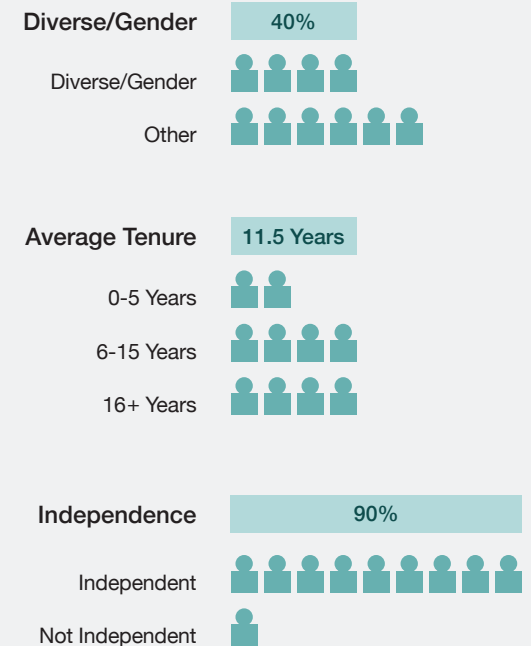 Diverse/Gender 40%
Diverse/Gender
Other
Average Tenure 11.5 Years
0-5 Years
6-15 Years
16+ Years
Independence 90%
Independent
Not Independent